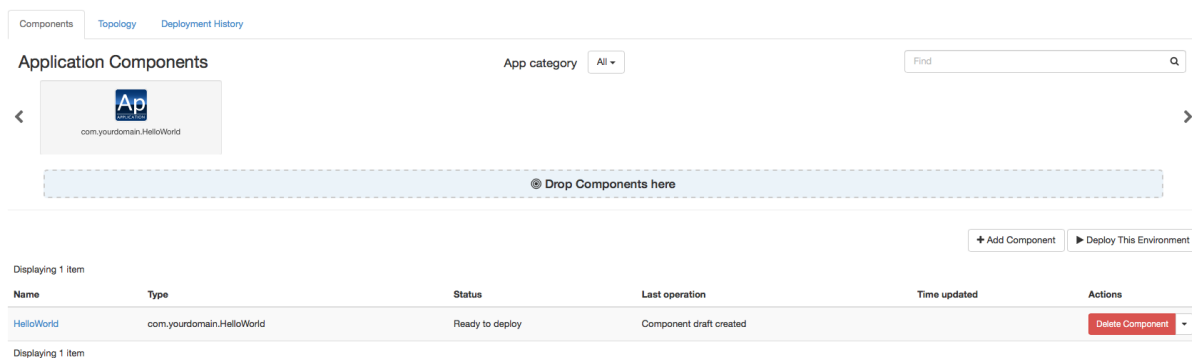 Components Topology Deployment History
Application Components App category All Find
Ap
APPLICATION
com.yourdomain.HelloWorld
Drop Components here
Add Component Deploy This Environment
Displaying 1 item
Name Type Status Last operation Time updated Actions
HelloWorld com.yourdomain.HelloWorld Ready to deploy Component draft created Delete Component
Displaying 1 item